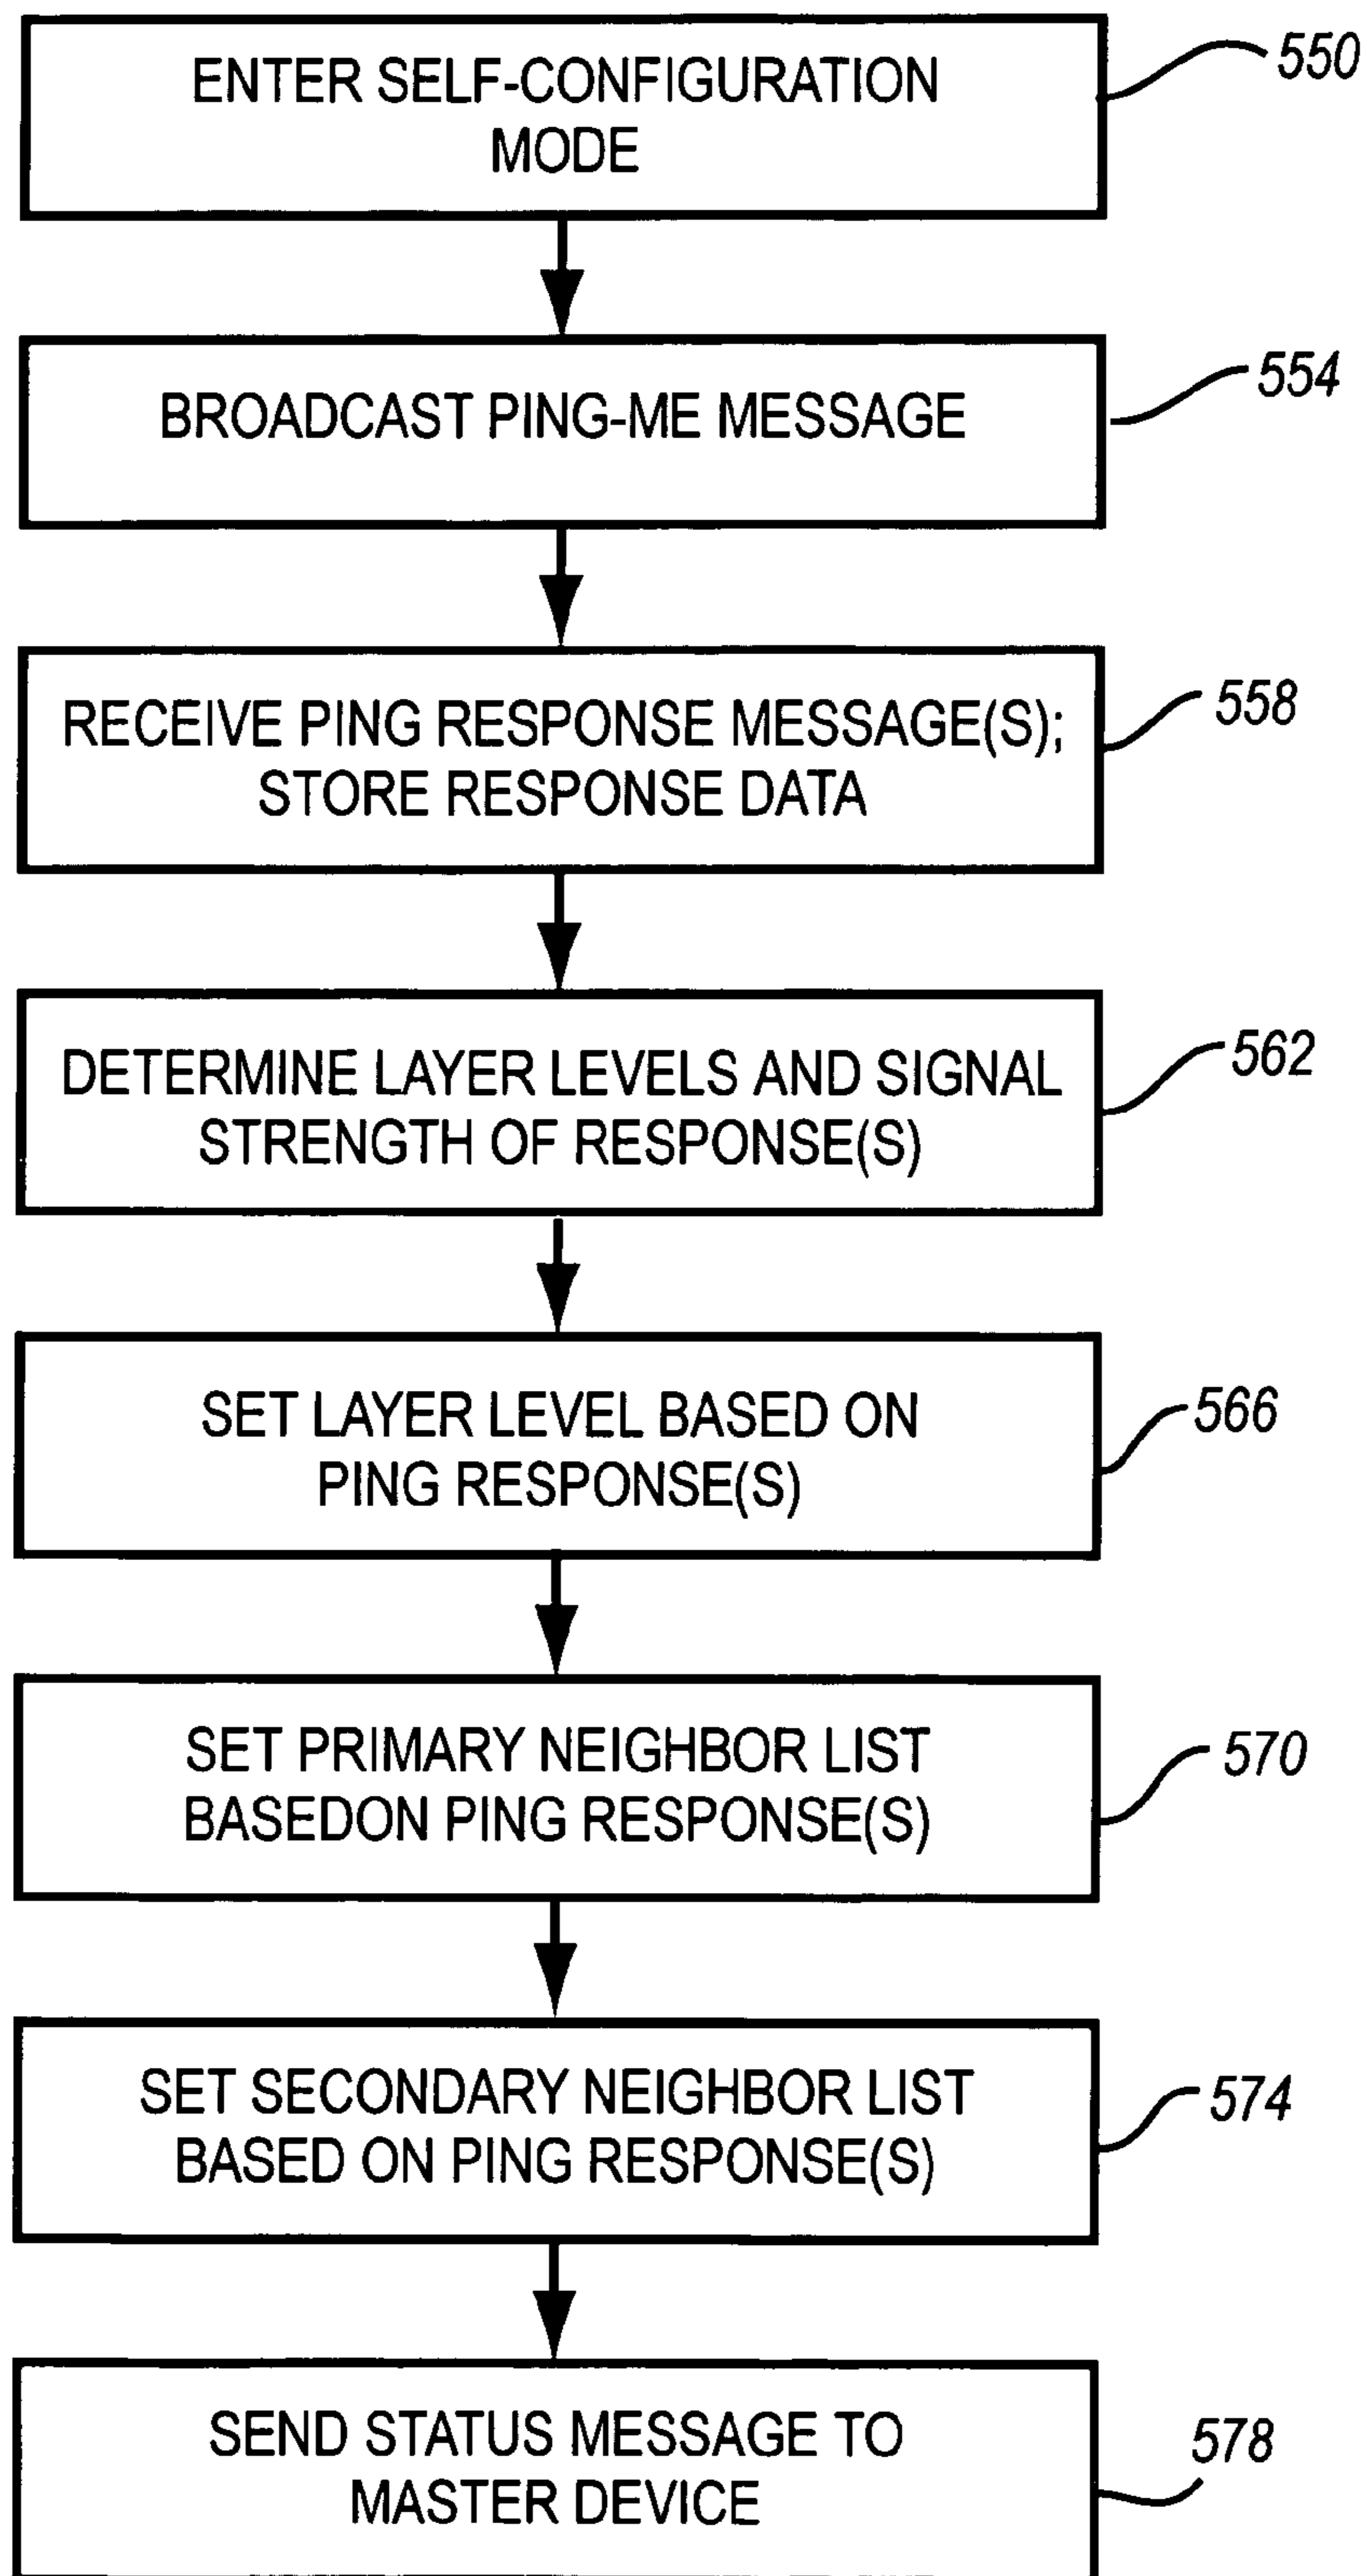 ENTER SELF-CONFIGURATION
MODE
550
BROADCAST PING-ME MESSAGE
554
RECEIVE PING RESPONSE MESSAGE(S);
STORE RESPONSE DATA
558
DETERMINE LAYER LEVELS AND SIGNAL
STRENGTH OF RESPONSE(S)
562
SET LAYER LEVEL BASED ON
PING RESPONSE(S)
566
SET PRIMARY NEIGHBOR LIST
BASEDON PING RESPONSE(S)
570
SET SECONDARY NEIGHBOR LIST
BASED ON PING RESPONSE(S)
574
SEND STATUS MESSAGE TO
MASTER DEVICE
578